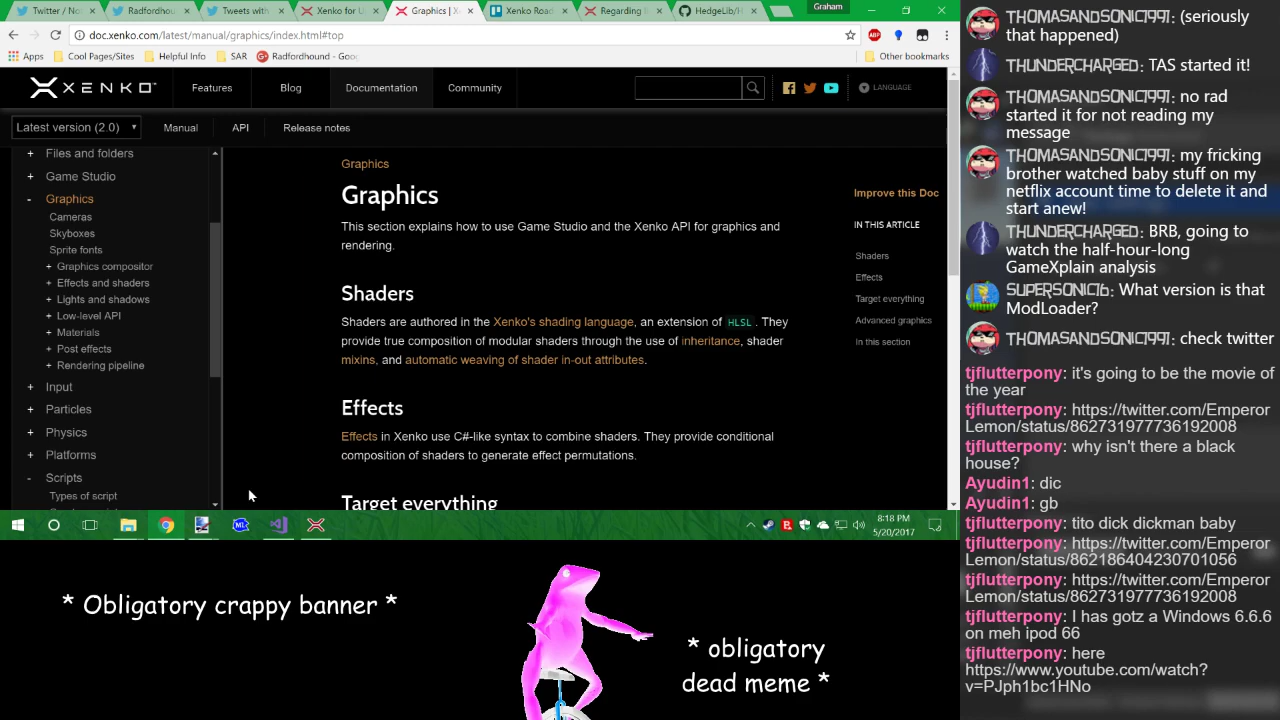 Twitter / No
Radfordhou
Tweets with
Xenko for U
Graphics | X
Xenko Road
Regarding I
HedgeLib/H
Graham
doc.xenko.com/latest/manual/graphics/index.html#top
Apps
Cool Pages/Sites
Helpful Info
SAR
Radfordhound - Goo
Other bookmarks
XENKO
Features
Blog
Documentation
Community
LANGUAGE
Latest version (2.0)
Manual
API
Release notes
+ Files and folders
+ Game Studio
- Graphics
Cameras
Skyboxes
Sprite fonts
+ Graphics compositor
+ Effects and shaders
+ Lights and shadows
+ Low-level API
+ Materials
+ Post effects
+ Rendering pipeline
+ Input
+ Particles
+ Physics
+ Platforms
- Scripts
Types of script
Graphics
Graphics
This section explains how to use Game Studio and the Xenko API for graphics and
rendering.
Shaders
Shaders are authored in the Xenko's shading language, an extension of HLSL. They
provide true composition of modular shaders through the use of inheritance, shader
mixins, and automatic weaving of shader in-out attributes.
Effects
Effects in Xenko use C#-like syntax to combine shaders. They provide conditional
composition of shaders to generate effect permutations.
Target everything
Improve this Doc
IN THIS ARTICLE
Shaders
Effects
Target everything
Advanced graphics
In this section
8:18 PM
5/20/2017
* Obligatory crappy banner *
* obligatory
dead meme *
THOMASANDSONIC1991: (seriously
that happened)
THUNDERCHARGED: TAS started it!
THOMASANDSONIC1991: no rad
started it for not reading my
message
THOMASANDSONIC1991: my fricking
brother watched baby stuff on my
netflix account time to delete it and
start anew!
THUNDERCHARGED: BRB, going to
watch the half-hour-long
GameXplain analysis
SUPERSONIC16: What version is that
ModLoader?
THOMASANDSONIC1991: check twitter
tjflutterpony: it's going to be the movie of
the year
tjflutterpony: https://twitter.com/Emperor
Lemon/status/862731977736192008
tjflutterpony: why isn't there a black
house?
Ayudin1: dic
Ayudin1: gb
tjflutterpony: tito dick dickman baby
tjflutterpony: https://twitter.com/Emperor
Lemon/status/862186404230701056
tjflutterpony: https://twitter.com/Emperor
Lemon/status/862731977736192008
tjflutterpony: I has gotz a Windows 6.6.6
on meh ipod 66
tjflutterpony: here
https://www.youtube.com/watch?
v=PJph1bc1HNo